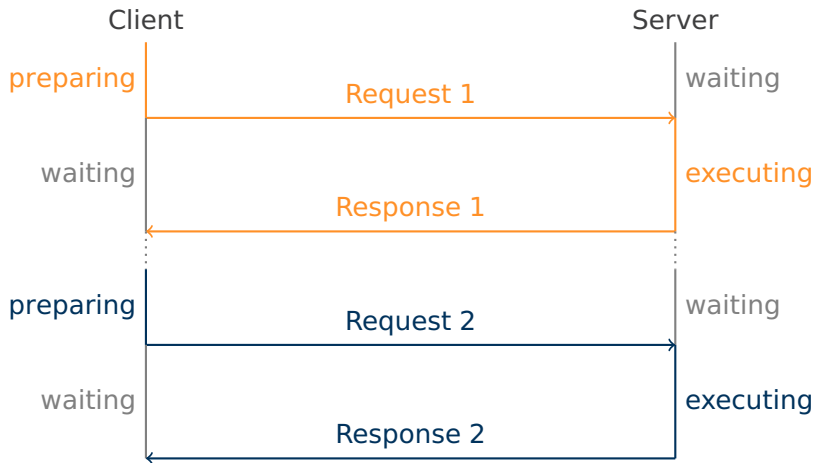 Client
Server
preparing
Request 1
waiting
waiting
executing
Response 1
preparing
Request 2
waiting
waiting
executing
Response 2